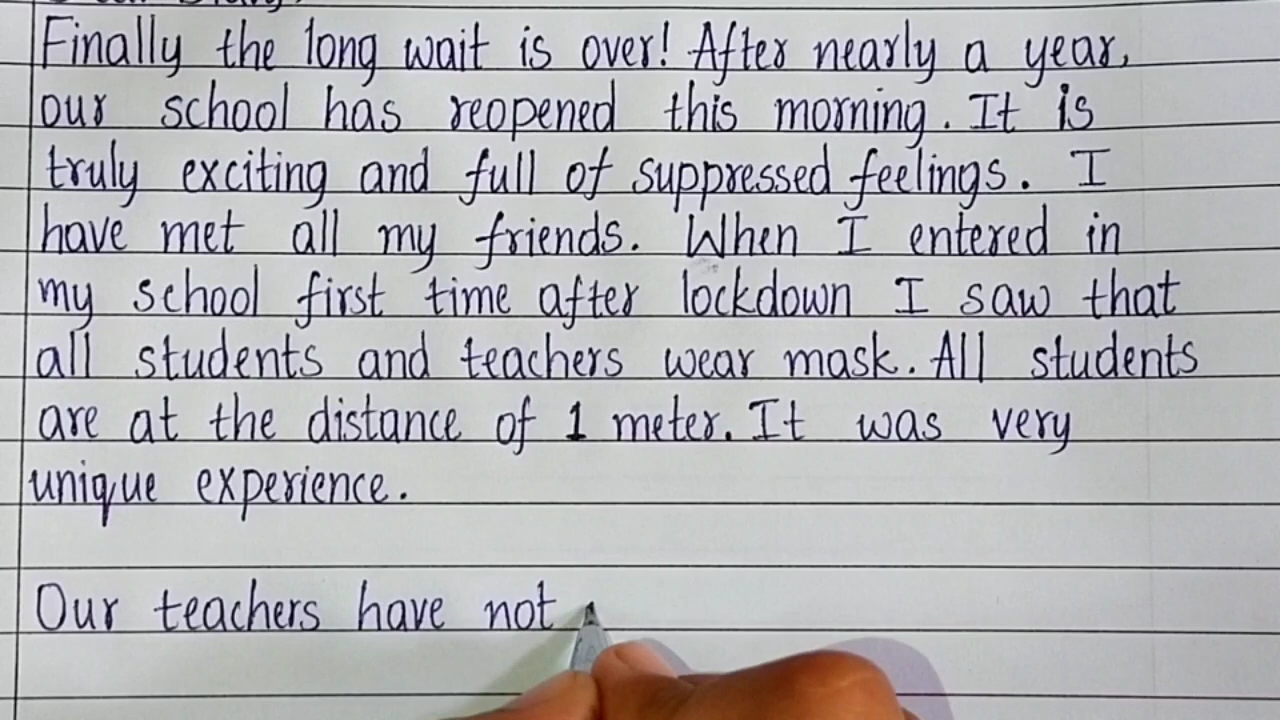 Finally the long wait is over! After nearly a year,
our school has reopened this morning. It is
truly exciting and full of suppressed feelings. I
have met all my friends. When I entered in
my school first time after lockdown I saw that
all students and teachers wear mask. All students
are at the distance of 1 meter. It was very
unique experience.
Our teachers have not